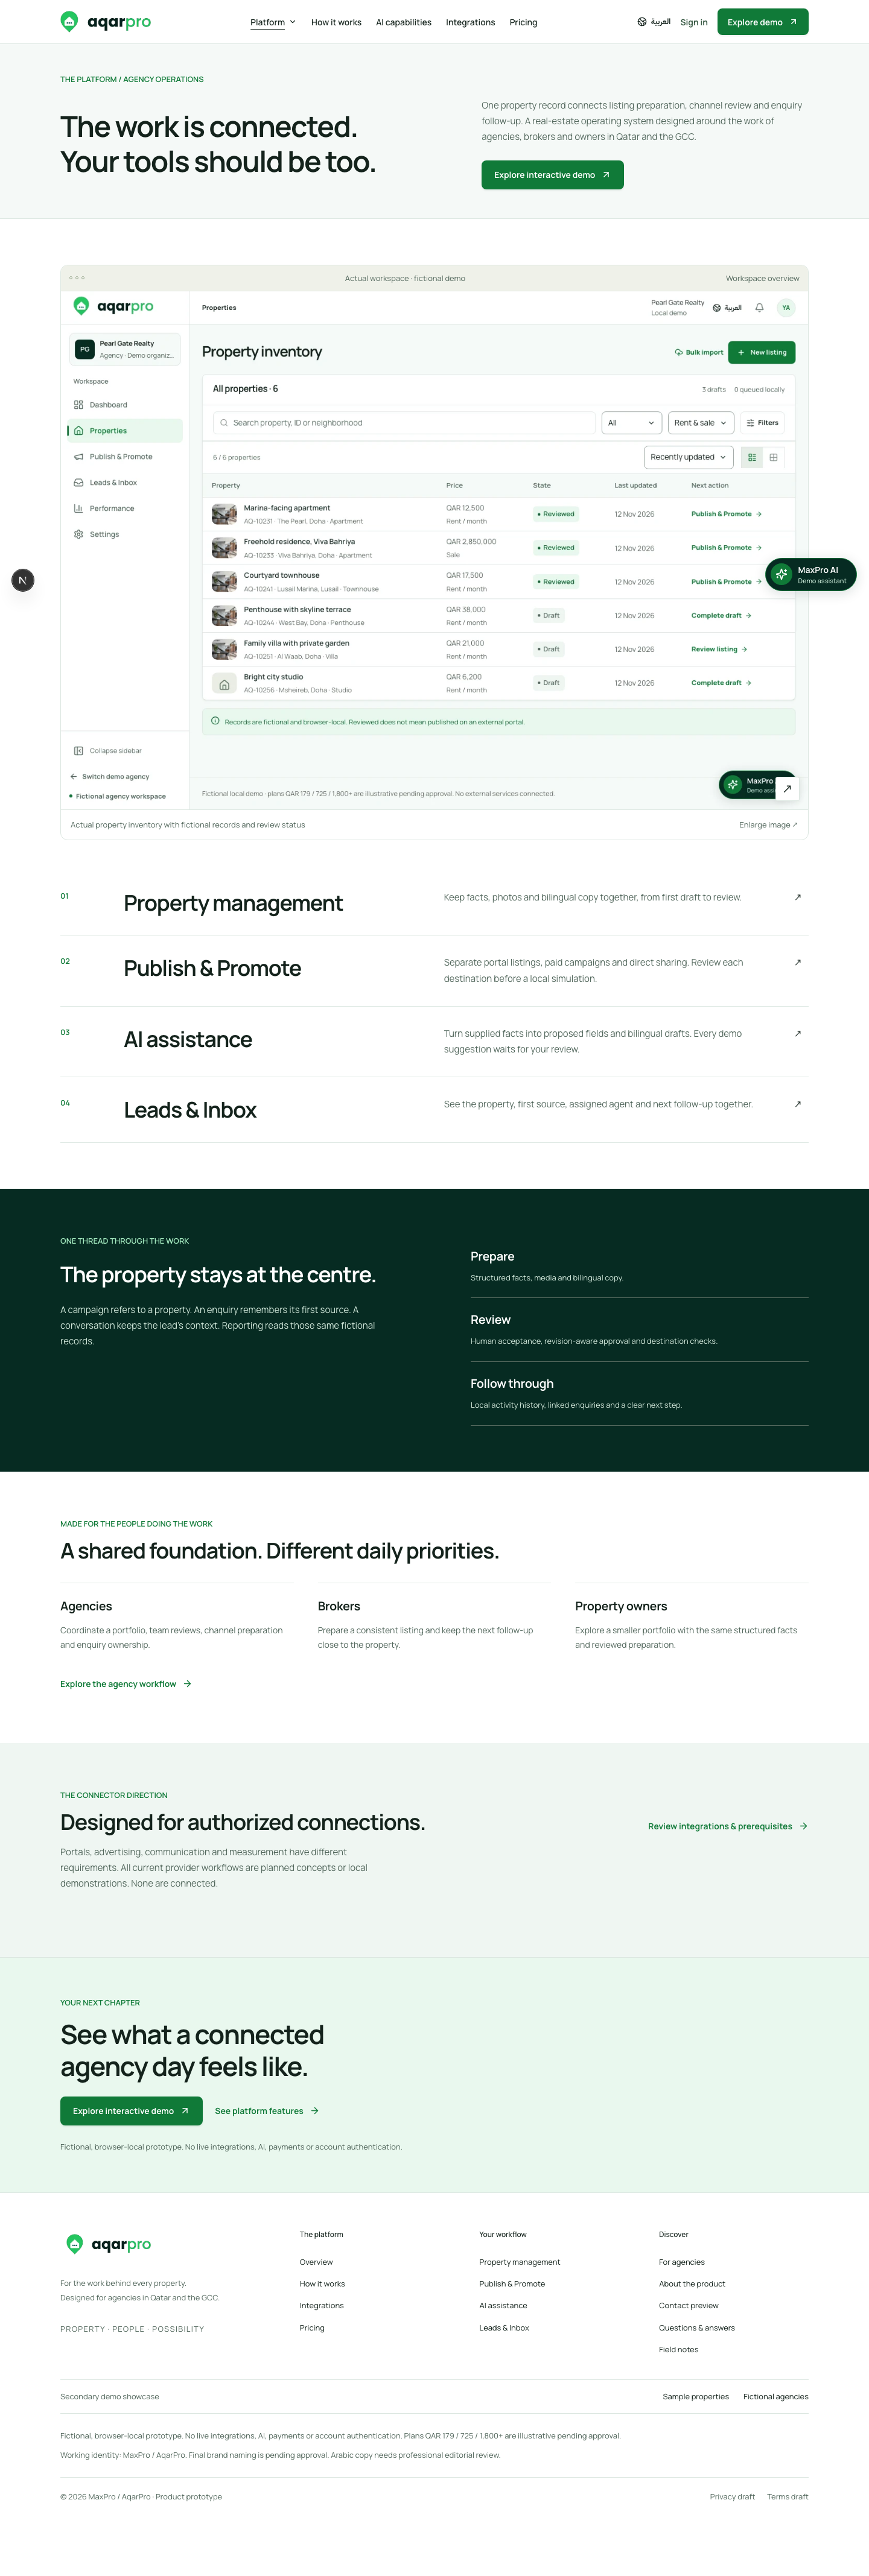 aqarpro
Platform
How it works
AI capabilities
Integrations
Pricing
العربية
Sign in
Explore demo
THE PLATFORM / AGENCY OPERATIONS
The work is connected.
Your tools should be too.
One property record connects listing preparation, channel review and enquiry
follow-up. A real-estate operating system designed around the work of
agencies, brokers and owners in Qatar and the GCC.
Explore interactive demo
Actual workspace · fictional demo
Workspace overview
aqarpro
Properties
Pearl Gate Realty
Local demo
العربية
YA
PG
Pearl Gate Realty
Agency · Demo organiz...
Workspace
Dashboard
Properties
Publish & Promote
Leads & Inbox
Performance
Settings
Property inventory
Bulk import
New listing
All properties · 6
3 drafts
0 queued locally
Search property, ID or neighborhood
All
Rent & sale
Filters
6 / 6 properties
Recently updated
Property
Price
State
Last updated
Next action
Marina-facing apartment
AQ-10231 · The Pearl, Doha · Apartment
QAR 12,500
Rent / month
Reviewed
12 Nov 2026
Publish & Promote
Freehold residence, Viva Bahriya
AQ-10233 · Viva Bahriya, Doha · Apartment
QAR 2,850,000
Sale
Reviewed
12 Nov 2026
Publish & Promote
Courtyard townhouse
AQ-10241 · Lusail Marina, Lusail · Townhouse
QAR 17,500
Rent / month
Reviewed
12 Nov 2026
Publish & Promote
Penthouse with skyline terrace
AQ-10244 · West Bay, Doha · Penthouse
QAR 38,000
Rent / month
Draft
12 Nov 2026
Complete draft
Family villa with private garden
AQ-10251 · Al Waab, Doha · Villa
QAR 21,000
Rent / month
Draft
12 Nov 2026
Review listing
Bright city studio
AQ-10256 · Msheireb, Doha · Studio
QAR 6,200
Rent / month
Draft
12 Nov 2026
Complete draft
N
MaxPro AI
Demo assistant
Records are fictional and browser-local. Reviewed does not mean published on an external portal.
Collapse sidebar
Switch demo agency
Fictional agency workspace
Fictional local demo · plans QAR 179 / 725 / 1,800+ are illustrative pending approval. No external services connected.
MaxPro
Demo assi
Actual property inventory with fictional records and review status
Enlarge image ↗
01
Property management
Keep facts, photos and bilingual copy together, from first draft to review.
↗
02
Publish & Promote
Separate portal listings, paid campaigns and direct sharing. Review each
destination before a local simulation.
↗
03
AI assistance
Turn supplied facts into proposed fields and bilingual drafts. Every demo
suggestion waits for your review.
↗
04
Leads & Inbox
See the property, first source, assigned agent and next follow-up together.
↗
ONE THREAD THROUGH THE WORK
The property stays at the centre.
A campaign refers to a property. An enquiry remembers its first source. A
conversation keeps the lead's context. Reporting reads those same fictional
records.
Prepare
Structured facts, media and bilingual copy.
Review
Human acceptance, revision-aware approval and destination checks.
Follow through
Local activity history, linked enquiries and a clear next step.
MADE FOR THE PEOPLE DOING THE WORK
A shared foundation. Different daily priorities.
Agencies
Coordinate a portfolio, team reviews, channel preparation
and enquiry ownership.
Brokers
Prepare a consistent listing and keep the next follow-up
close to the property.
Property owners
Explore a smaller portfolio with the same structured facts
and reviewed preparation.
Explore the agency workflow
THE CONNECTOR DIRECTION
Designed for authorized connections.
Portals, advertising, communication and measurement have different
requirements. All current provider workflows are planned concepts or local
demonstrations. None are connected.
Review integrations & prerequisites
YOUR NEXT CHAPTER
See what a connected
agency day feels like.
Explore interactive demo
See platform features
Fictional, browser-local prototype. No live integrations, AI, payments or account authentication.
aqarpro
For the work behind every property.
Designed for agencies in Qatar and the GCC.
PROPERTY · PEOPLE · POSSIBILITY
The platform
Overview
How it works
Integrations
Pricing
Your workflow
Property management
Publish & Promote
AI assistance
Leads & Inbox
Discover
For agencies
About the product
Contact preview
Questions & answers
Field notes
Secondary demo showcase
Sample properties
Fictional agencies
Fictional, browser-local prototype. No live integrations, AI, payments or account authentication. Plans QAR 179 / 725 / 1,800+ are illustrative pending approval.
Working identity: MaxPro / AqarPro. Final brand naming is pending approval. Arabic copy needs professional editorial review.
© 2026 MaxPro / AqarPro · Product prototype
Privacy draft
Terms draft